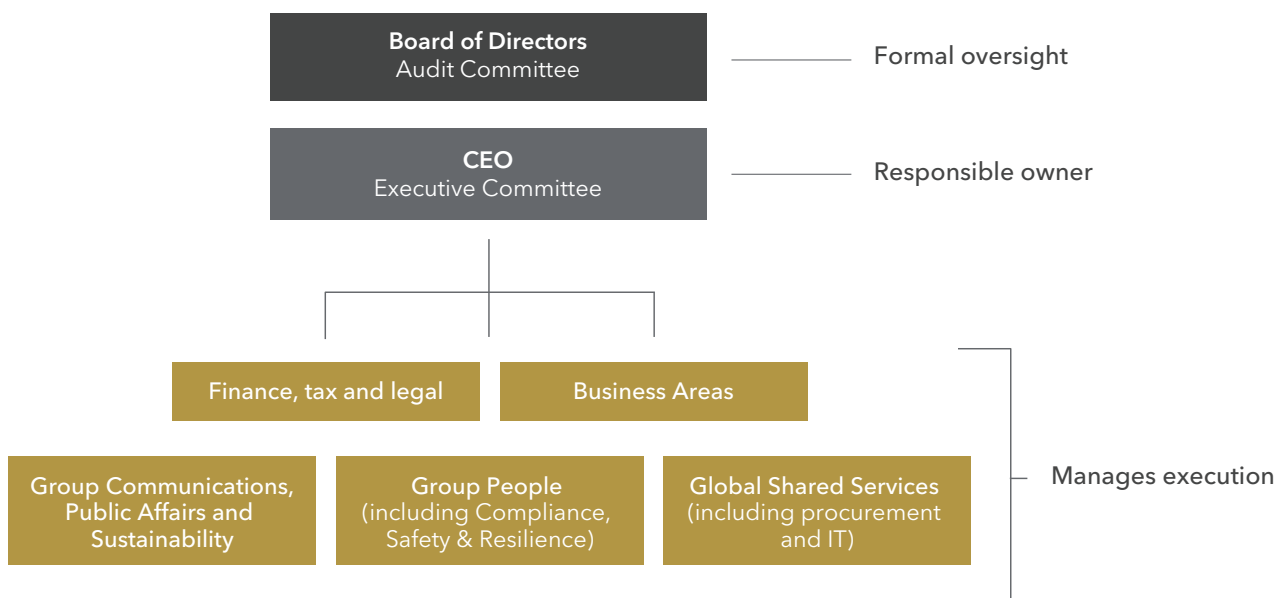 Board of Directors
Audit Committee
Formal oversight
CEO
Executive Committee
Responsible owner
Finance, tax and legal
Business Areas
Group Communications,
Public Affairs and
Sustainability
Group People
(including Compliance,
Safety & Resilience)
Global Shared Services
(including procurement
and IT)
Manages execution